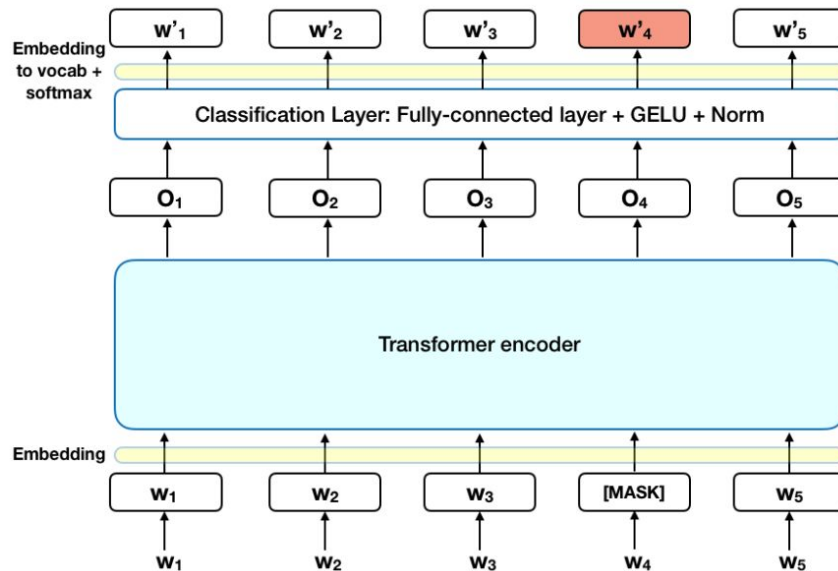 w'₁ w'₂ w'₃ w'₄ w'₅
Embedding
to vocab +
softmax
Classification Layer: Fully-connected layer + GELU + Norm
O₁ O₂ O₃ O₄ O₅
Transformer encoder
Embedding
w₁ w₂ w₃ [MASK] w₅
w₁ w₂ w₃ w₄ w₅